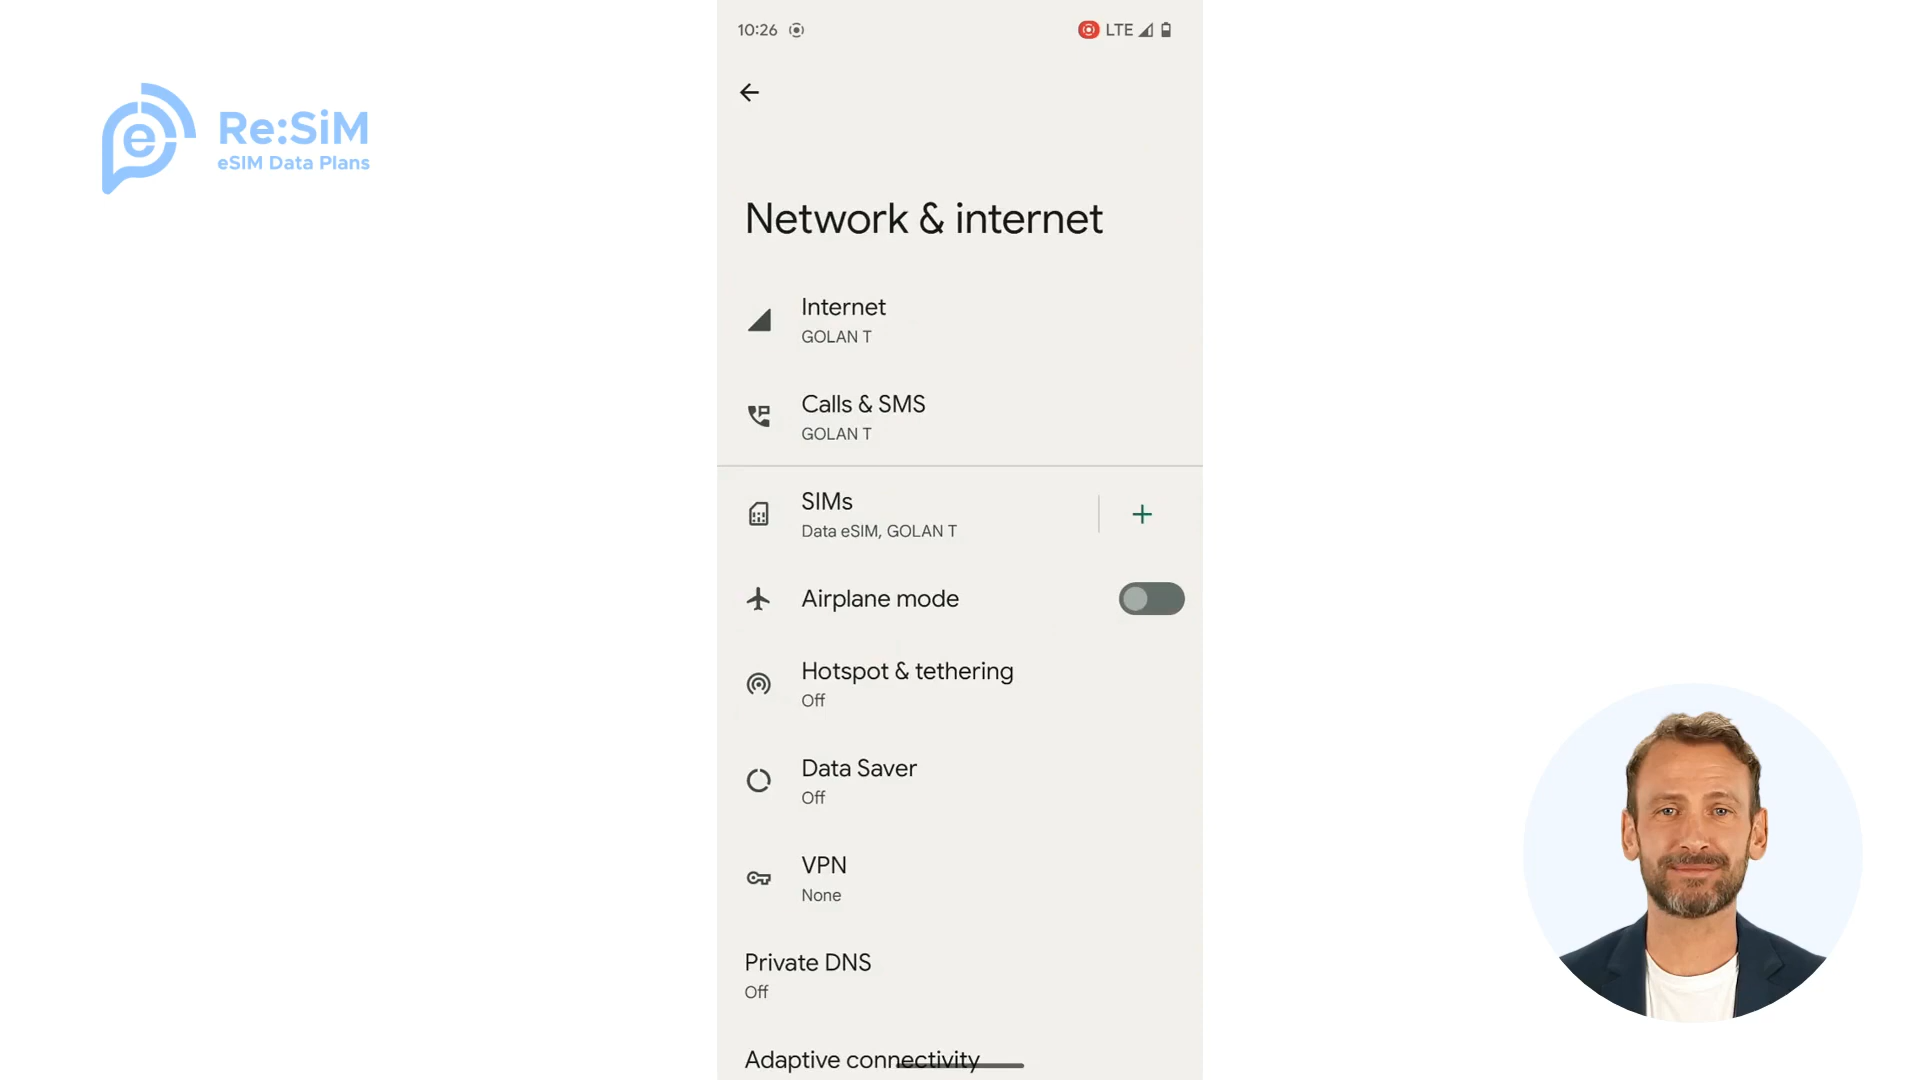 10:26
LTE
e
Re:SiM
eSIM Data Plans
Network & internet
Internet
GOLAN T
Calls & SMS
GOLAN T
SIMs
Data eSIM, GOLAN T
Airplane mode
Hotspot & tethering
Off
Data Saver
Off
VPN
None
Private DNS
Off
Adaptive connectivity